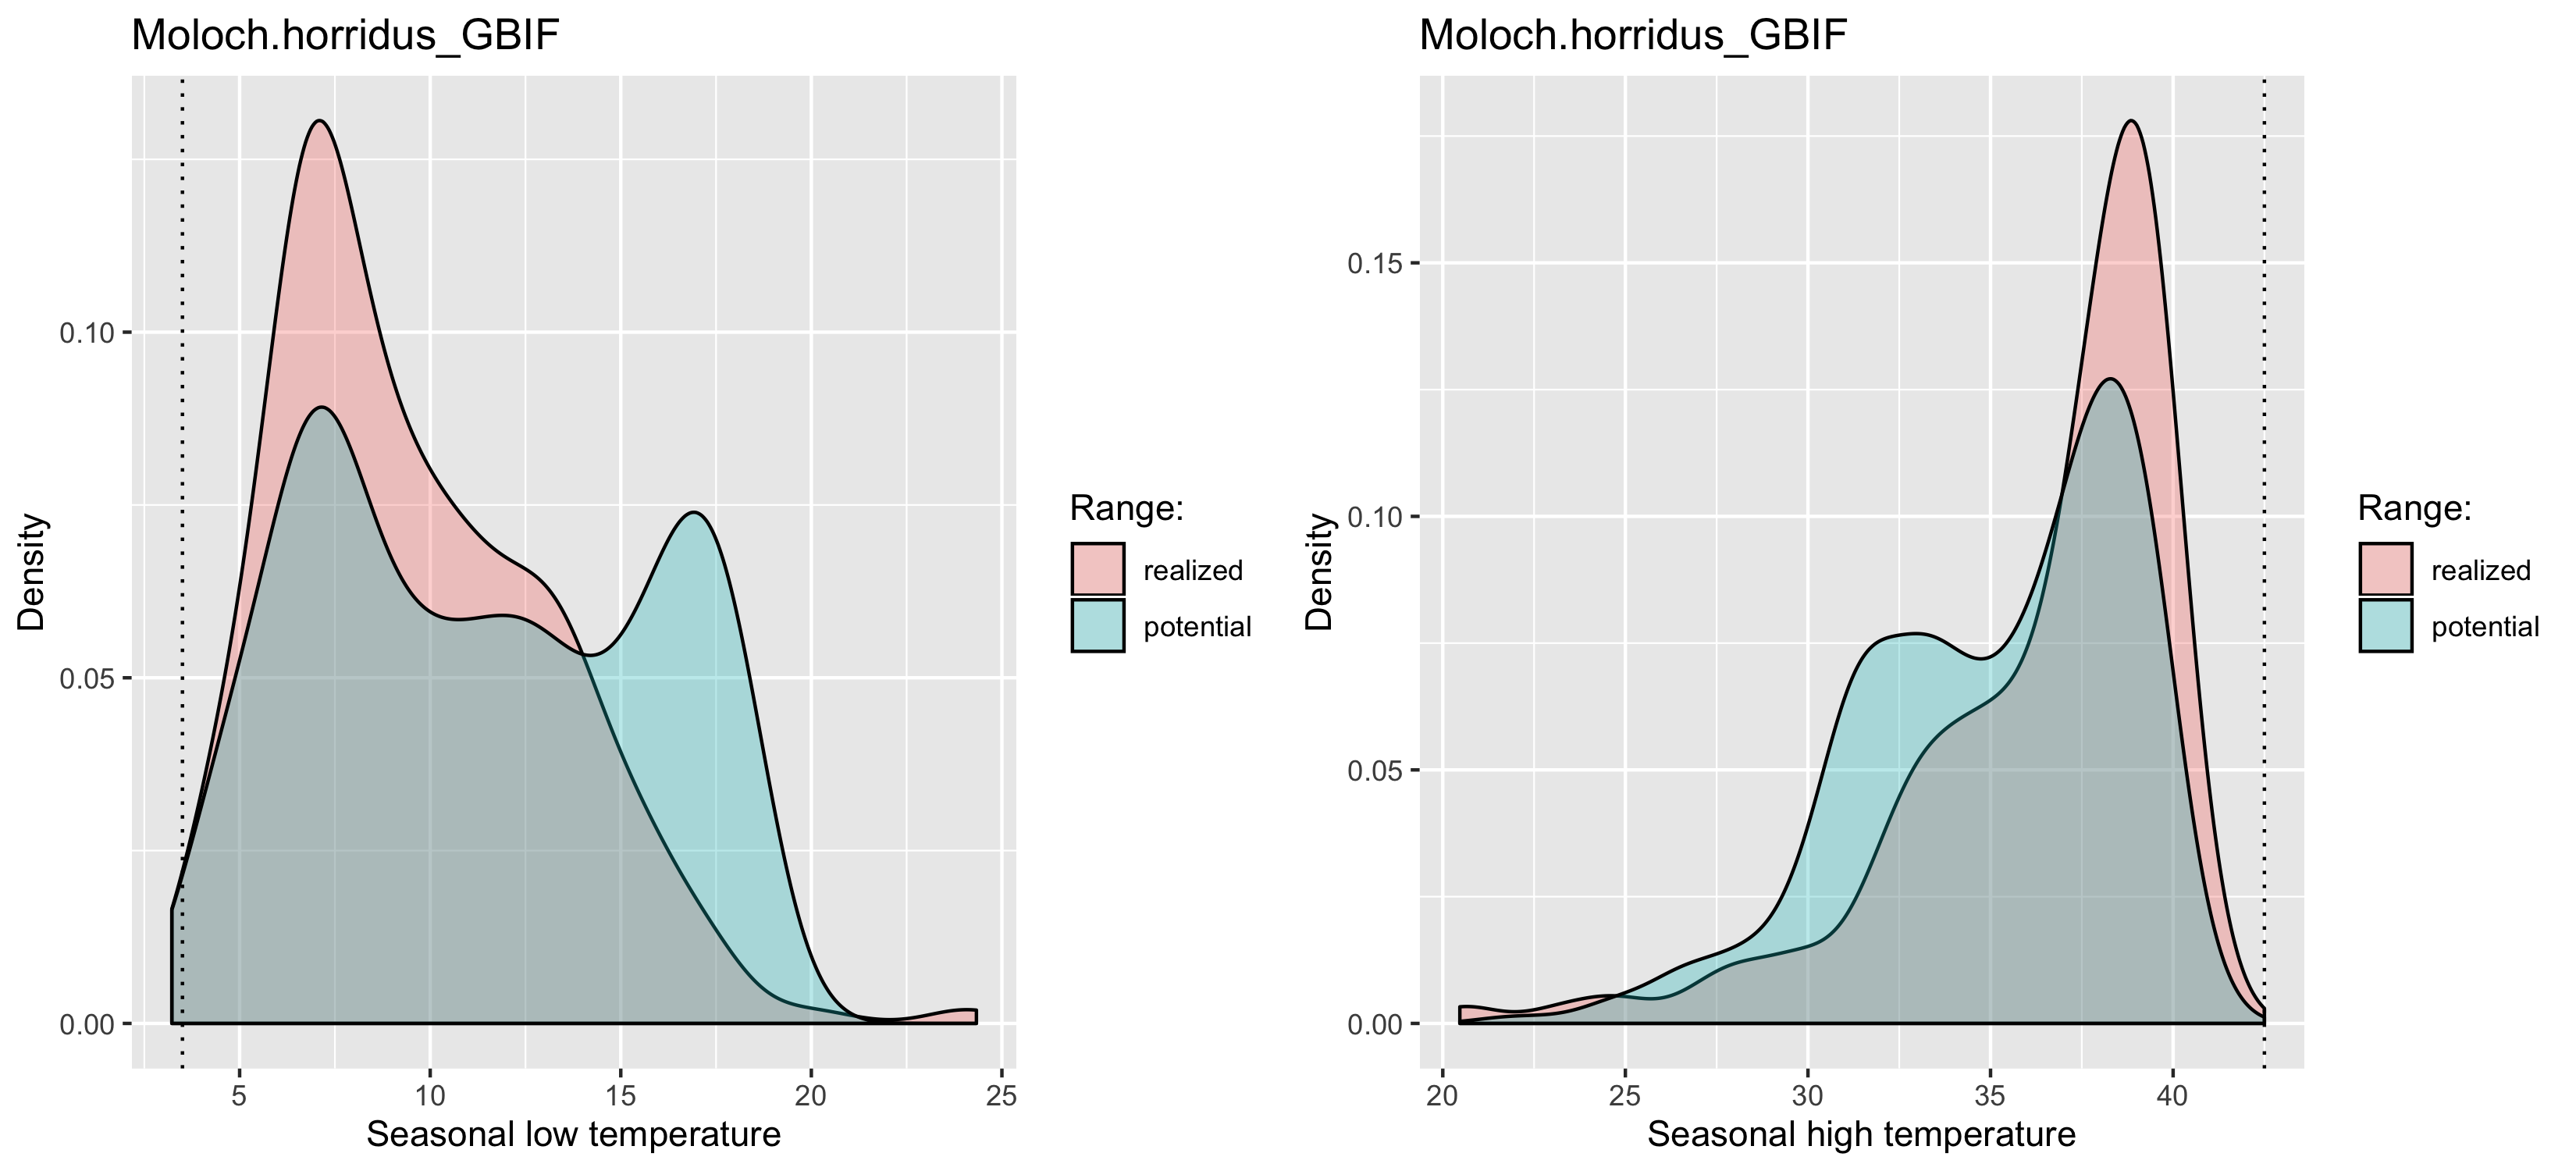 Moloch.horridus_GBIF
Density
0.10
0.05
0.00
5 10 15 20 25
Seasonal low temperature
Range:
realized
potential
Moloch.horridus_GBIF
Density
0.15
0.10
0.05
0.00
20 25 30 35 40
Seasonal high temperature
Range:
realized
potential